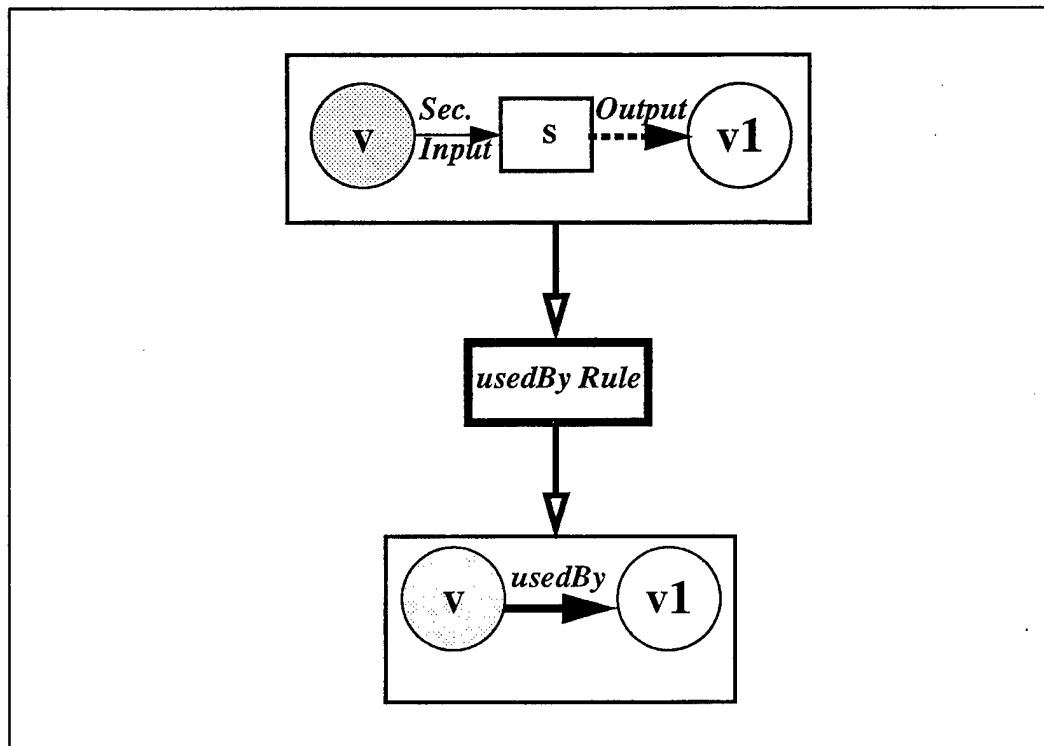 Sec.
Output
v
s
v1
Input
usedBy Rule
usedBy
v
v1